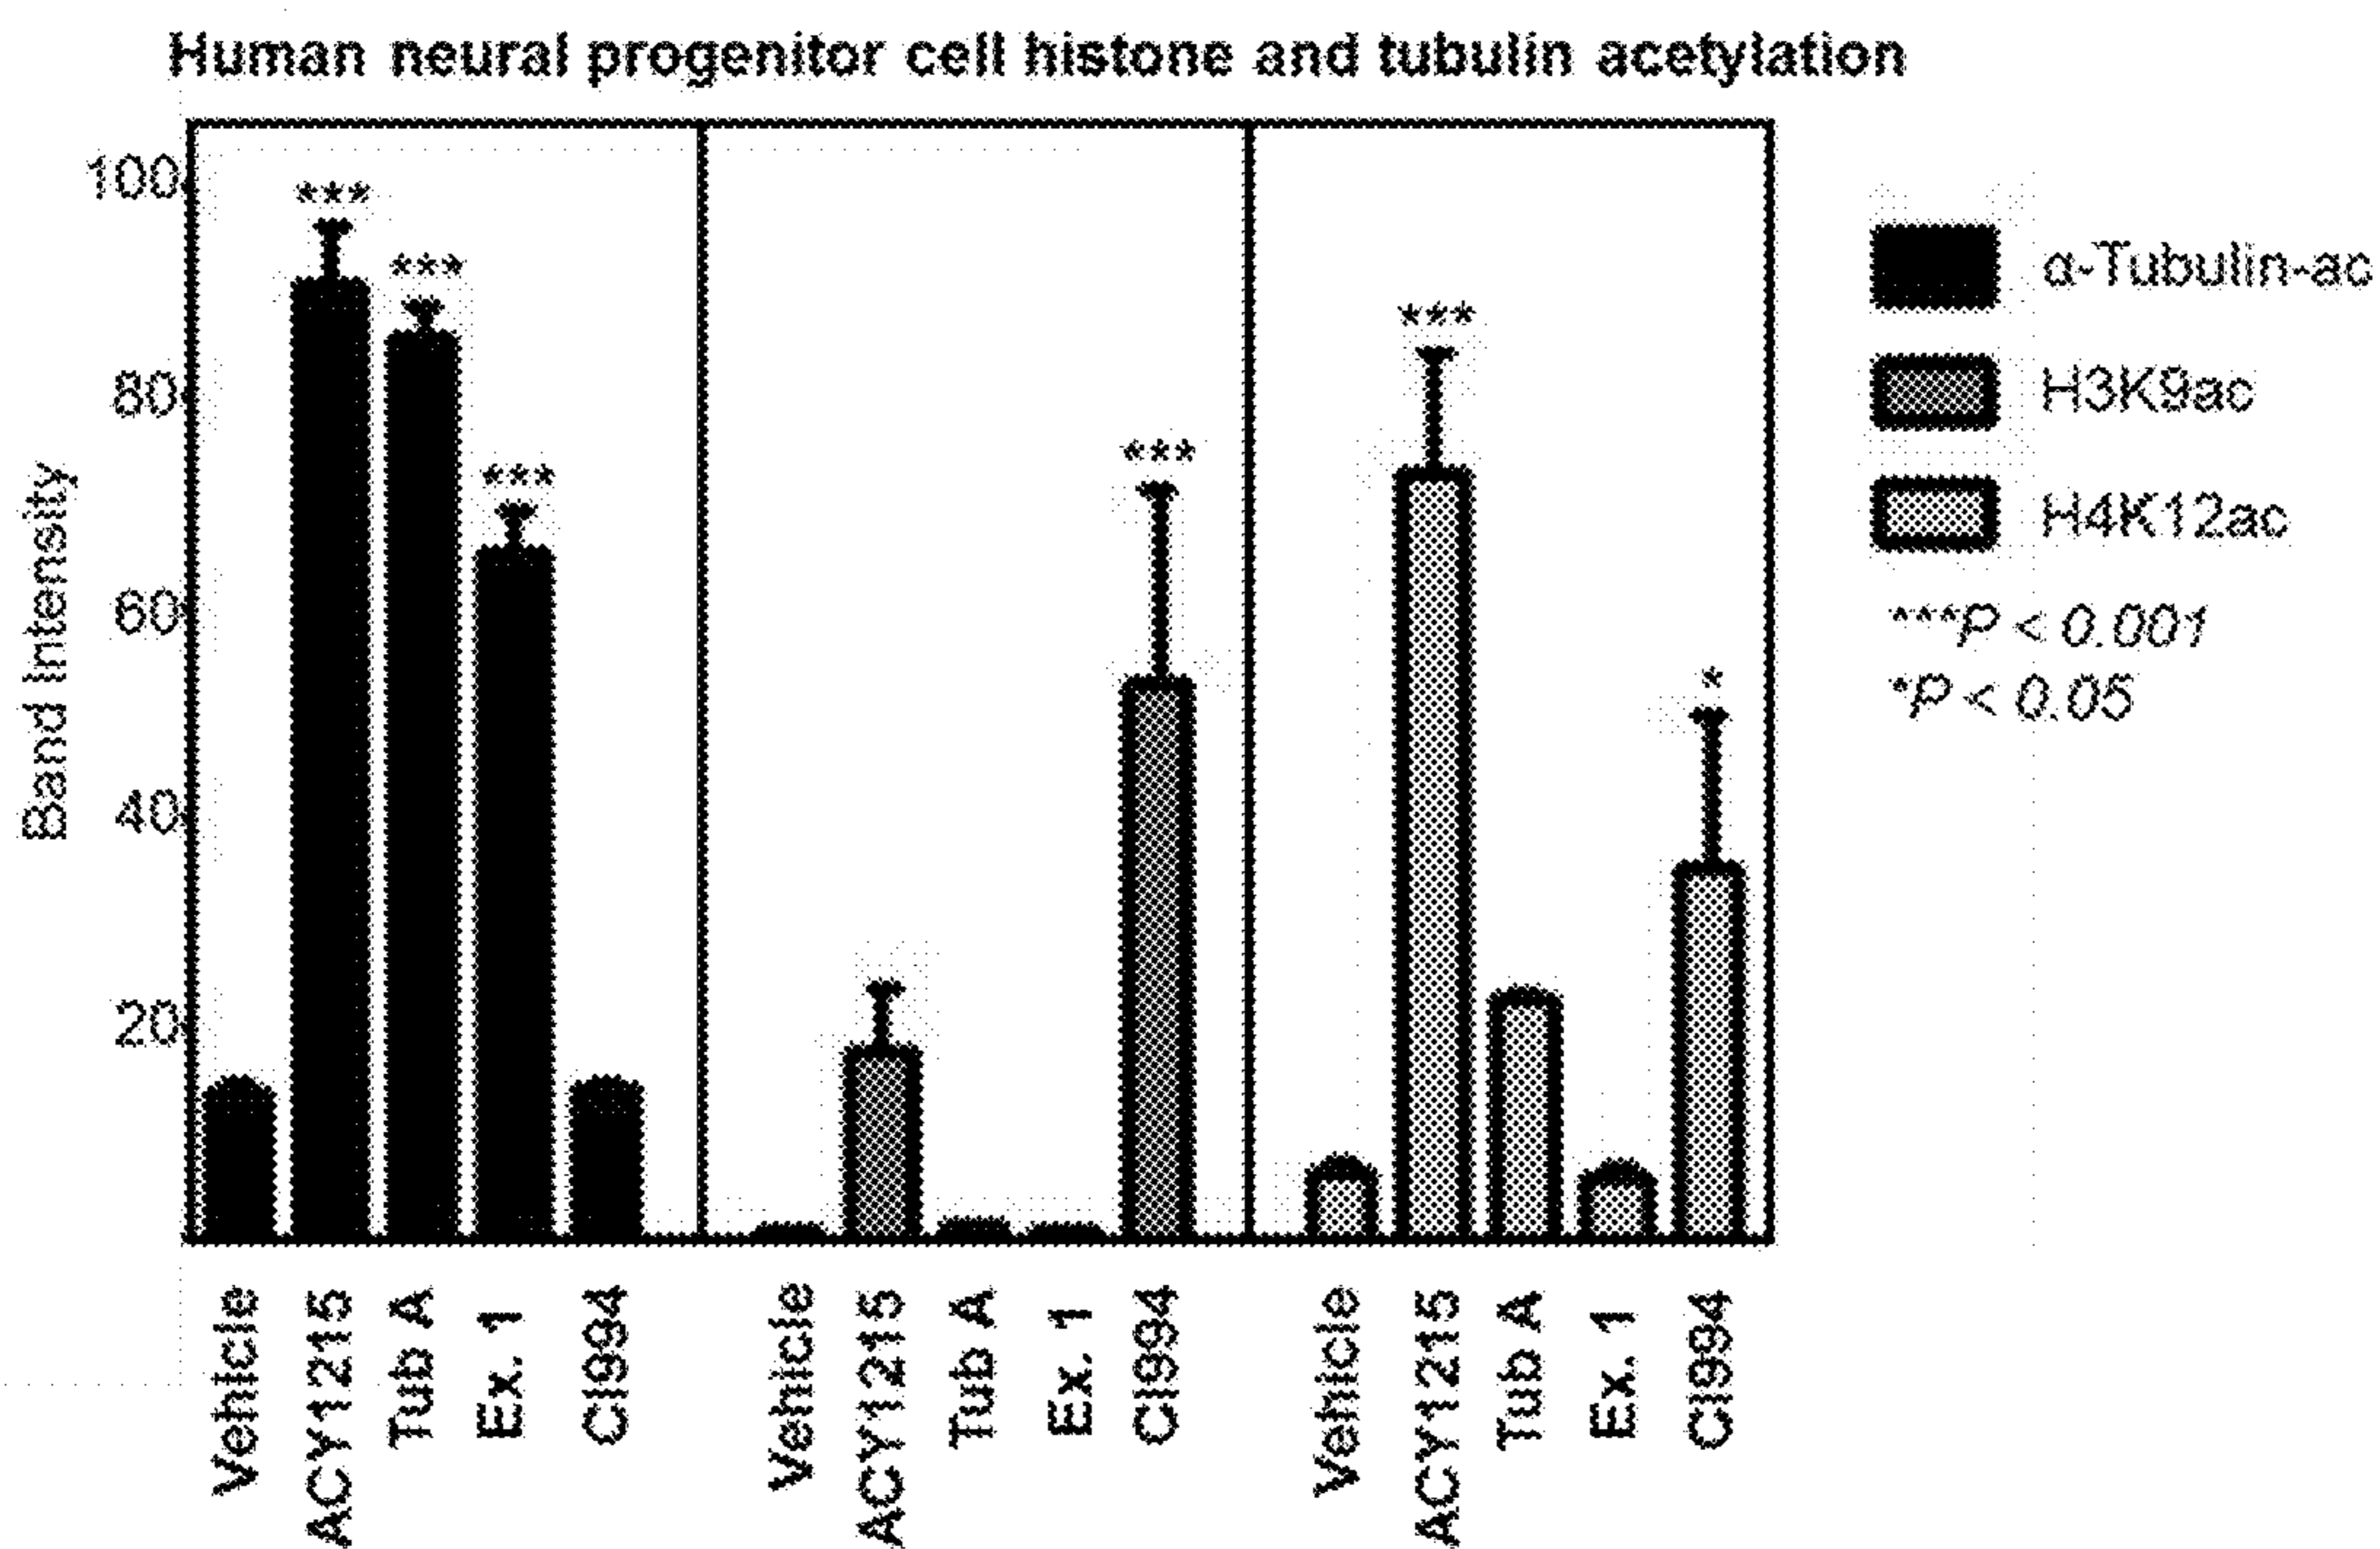 Human neural progenitor cell histone and tubulin acetylation
Band Intensity
100
80
60
40
20
***
***
***
***
***
*
α-Tubulin-ac
H3K9ac
H4K12ac
***P < 0.001
*P < 0.05
Vehicle
ACY1215
Tub A
Ex. 1
CI994
Vehicle
ACY1215
Tub A
Ex. 1
CI994
Vehicle
ACY1215
Tub A
Ex. 1
CI994